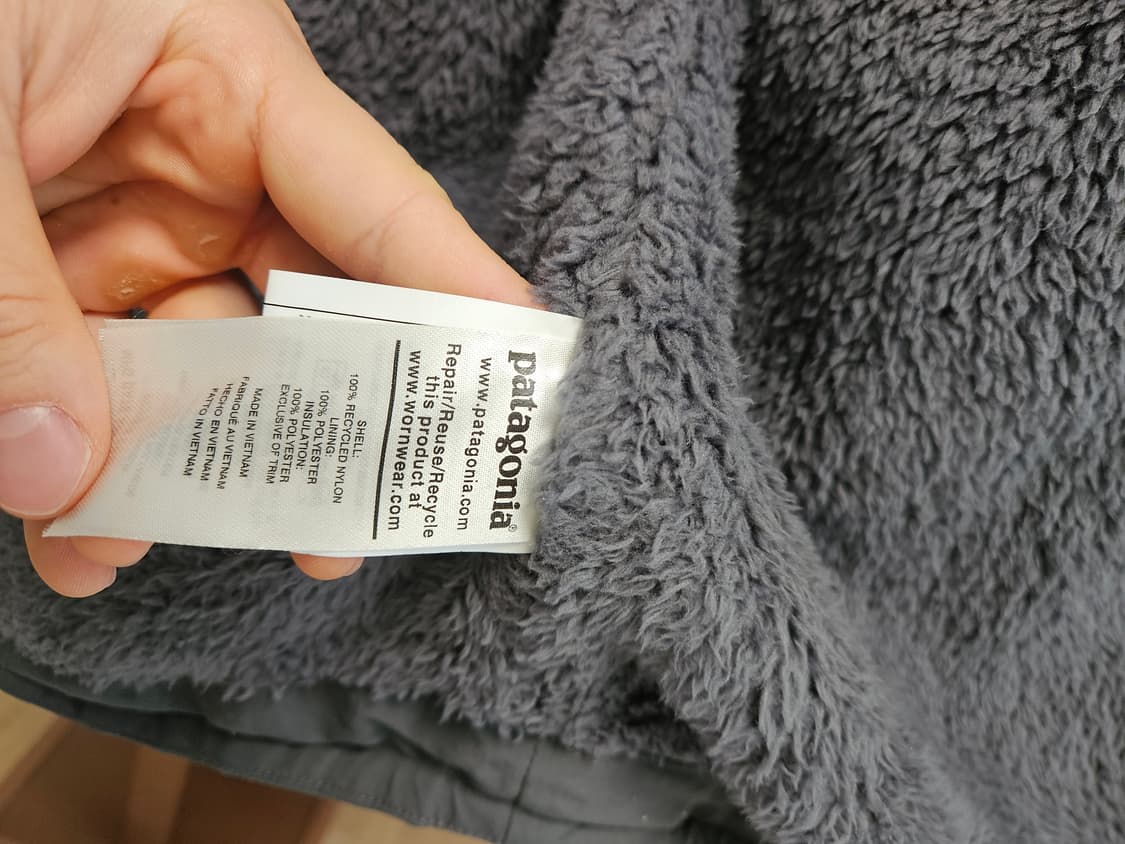 patagonia®
www.patagonia.com
Repair/Reuse/Recycle
this product at
www.wornwear.com
SHELL:
100% RECYCLED NYLON
LINING:
100% POLYESTER
INSULATION:
100% POLYESTER
EXCLUSIVE OF TRIM
MADE IN VIETNAM
FABRIQUÉ AU VIETNAM
HECHO EN VIETNAM
FATTO IN VIETNAM